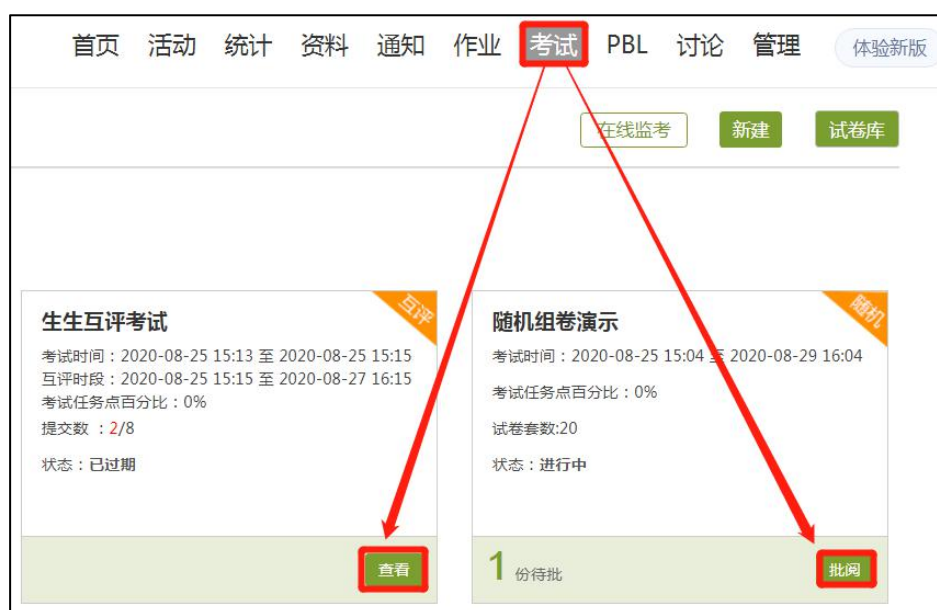 首页 活动 统计 资料 通知 作业 考试 PBL 讨论 管理 体验新版
在线监考 新建 试卷库
互评
生生互评考试
考试时间：2020-08-25 15:13 至 2020-08-25 15:15
互评时段：2020-08-25 15:15 至 2020-08-27 16:15
考试任务点百分比：0%
提交数 ：2/8
状态：已过期
查看
随机
随机组卷演示
考试时间：2020-08-25 15:04 至 2020-08-29 16:04
考试任务点百分比：0%
试卷套数:20
状态：进行中
1 份待批
批阅